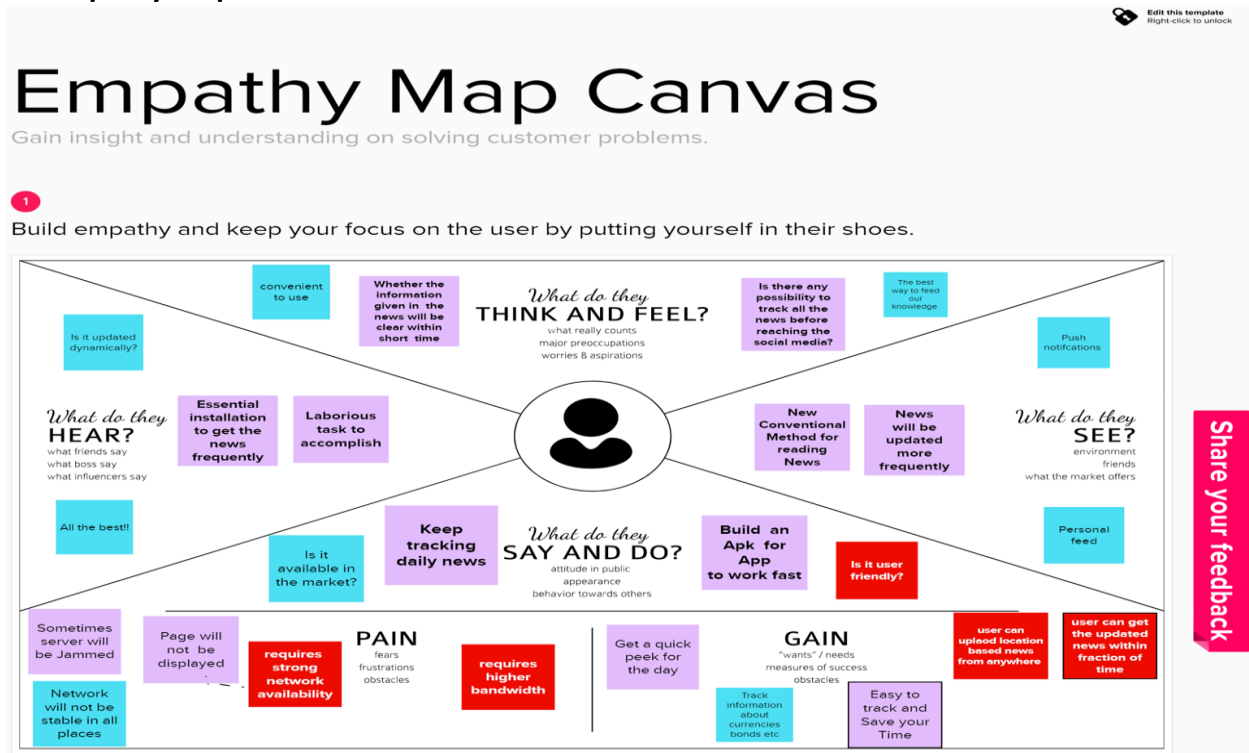 Edit this template
Right-click to unlock
Empathy Map Canvas
Gain insight and understanding on solving customer problems.
1
Build empathy and keep your focus on the user by putting yourself in their shoes.
convenient
to use
Whether the
information
given in the
news will be
clear within
short time
What do they
THINK AND FEEL?
what really counts
major preoccupations
worries & aspirations
Is there any
possibility to
track all the
news before
reaching the
social media?
The best
way to feed
our
knowledge
Is it updated
dynamically?
Push
notifcations
What do they
HEAR?
what friends say
what boss say
what influencers say
Essential
installation
to get the
news
frequently
Laborious
task to
accomplish
New
Conventional
Method for
reading
News
News
will be
updated
more
frequently
What do they
SEE?
environment
friends
what the market offers
All the best!!
Is it
available in
the market?
Keep
tracking
daily news
What do they
SAY AND DO?
attitude in public
appearance
behavior towards others
Build an
Apk for
App
to work fast
Is it user
friendly?
Personal
feed
Sometimes
server will
be Jammed
Page will
not be
displayed
Network
will not be
stable in all
places
requires
strong
network
availability
PAIN
fears
frustrations
obstacles
requires
higher
bandwidth
Get a quick
peek for
the day
GAIN
"wants" / needs
measures of success
obstacles
Track
information
about
currencies
bonds etc
Easy to
track and
Save your
Time
user can
uplaod location
based news
from anywhere
user can get
the updated
news within
fraction of
time
Share your feedback